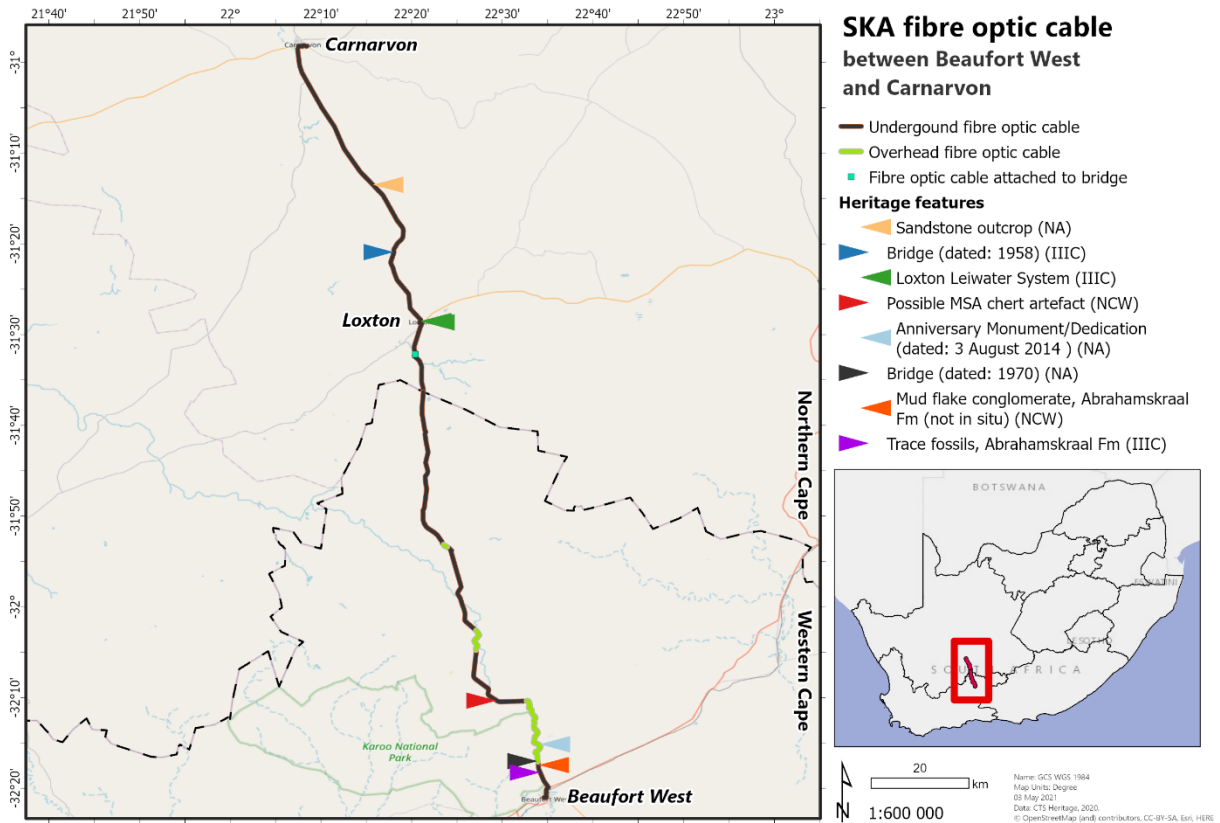 21°40' 21°50' 22° 22°10' 22°20' 22°30' 22°40' 22°50' 23°
-31°
-31°10'
-31°20'
-31°30'
-31°40'
-31°50'
-32°
-32°10'
-32°20'
Carnarvon Carnarvon
Loxton
Northern Cape
Western Cape
Karoo National
Park
Beaufort West
SKA fibre optic cable
between Beaufort West
and Carnarvon
Undergound fibre optic cable
Overhead fibre optic cable
Fibre optic cable attached to bridge
Heritage features
Sandstone outcrop (NA)
Bridge (dated: 1958) (IIIC)
Loxton Leiwater System (IIIC)
Possible MSA chert artefact (NCW)
Anniversary Monument/Dedication
(dated: 3 August 2014 ) (NA)
Bridge (dated: 1970) (NA)
Mud flake conglomerate, Abrahamskraal
Fm (not in situ) (NCW)
Trace fossils, Abrahamskraal Fm (IIIC)
BOTSWANA
ESWATINI
LESOTHO
SOUTH AFRICA
N
20
km
1:600 000
Name: GCS WGS 1984
Map Units: Degree
03 May 2021
Data: CTS Heritage, 2020.
© OpenStreetMap (and) contributors, CC-BY-SA, Esri, HERE